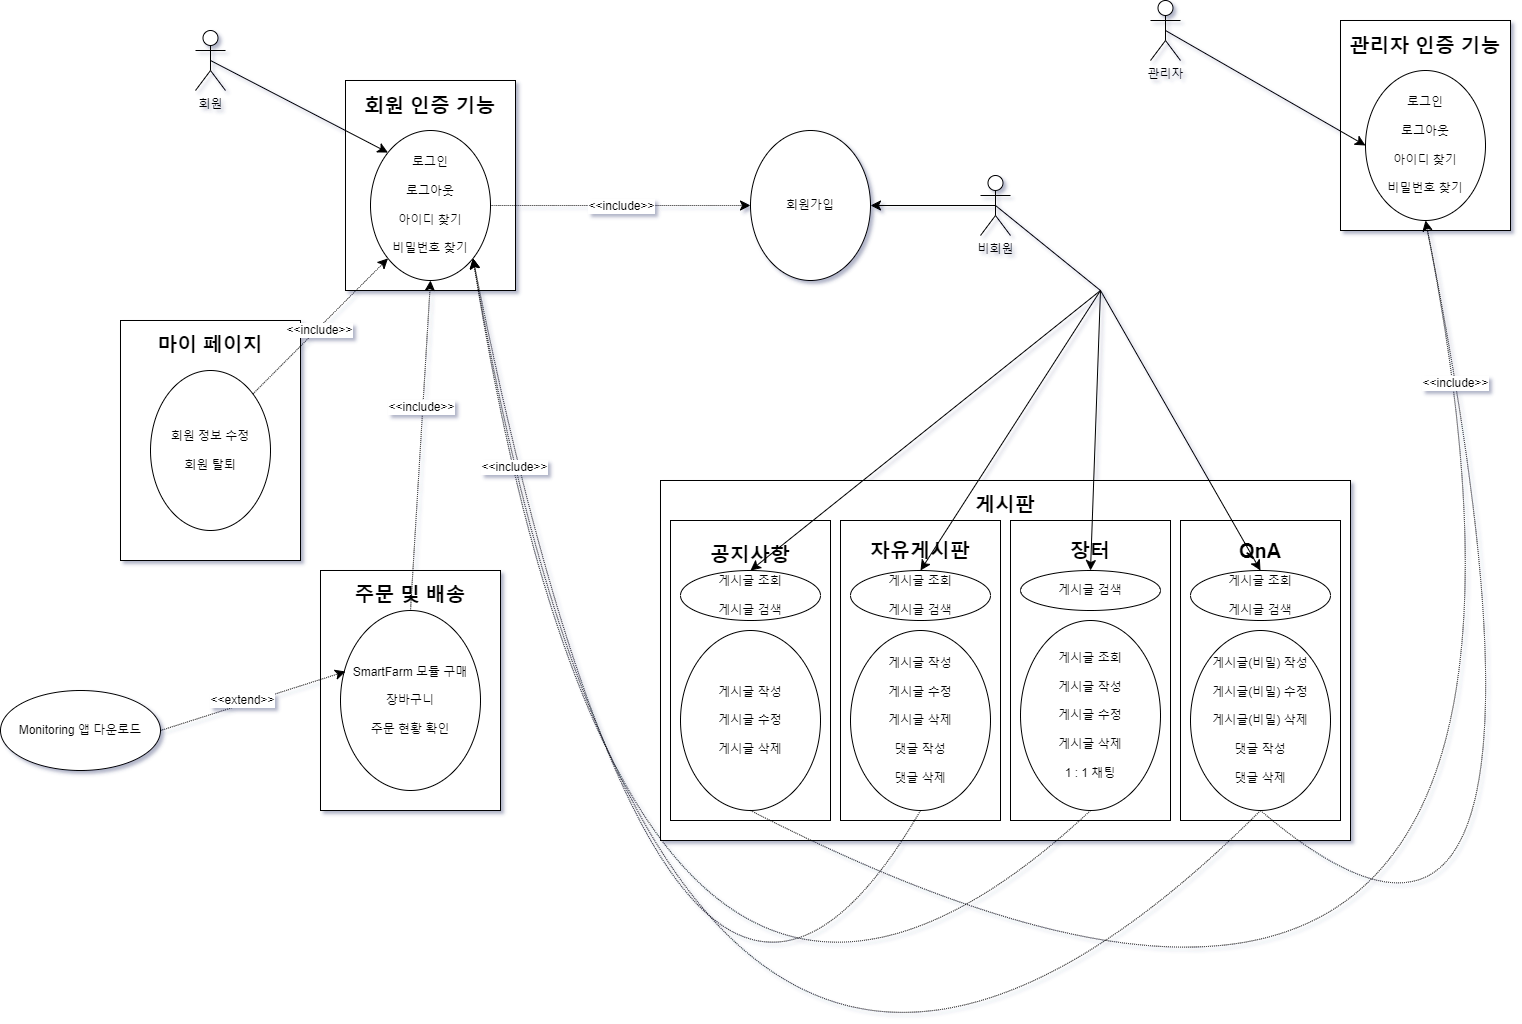 회원
관리자
관리자 인증 기능
로그인
로그아웃
아이디 찾기
비밀번호 찾기
회원 인증 기능
로그인
로그아웃
아이디 찾기
비밀번호 찾기
<<include>>
회원가입
비회원
<<include>>
마이 페이지
회원 정보 수정
회원 탈퇴
<<include>>
<<include>>
<<include>>
주문 및 배송
SmartFarm 모듈 구매
장바구니
주문 현황 확인
<<extend>>
Monitoring 앱 다운로드
게시판
공지사항
게시글 조회
게시글 검색
게시글 작성
게시글 수정
게시글 삭제
자유게시판
게시글 조회
게시글 검색
게시글 작성
게시글 수정
게시글 삭제
댓글 작성
댓글 삭제
장터
게시글 검색
게시글 조회
게시글 작성
게시글 수정
게시글 삭제
1 : 1 채팅
QnA
게시글 조회
게시글 검색
게시글(비밀) 작성
게시글(비밀) 수정
게시글(비밀) 삭제
댓글 작성
댓글 삭제